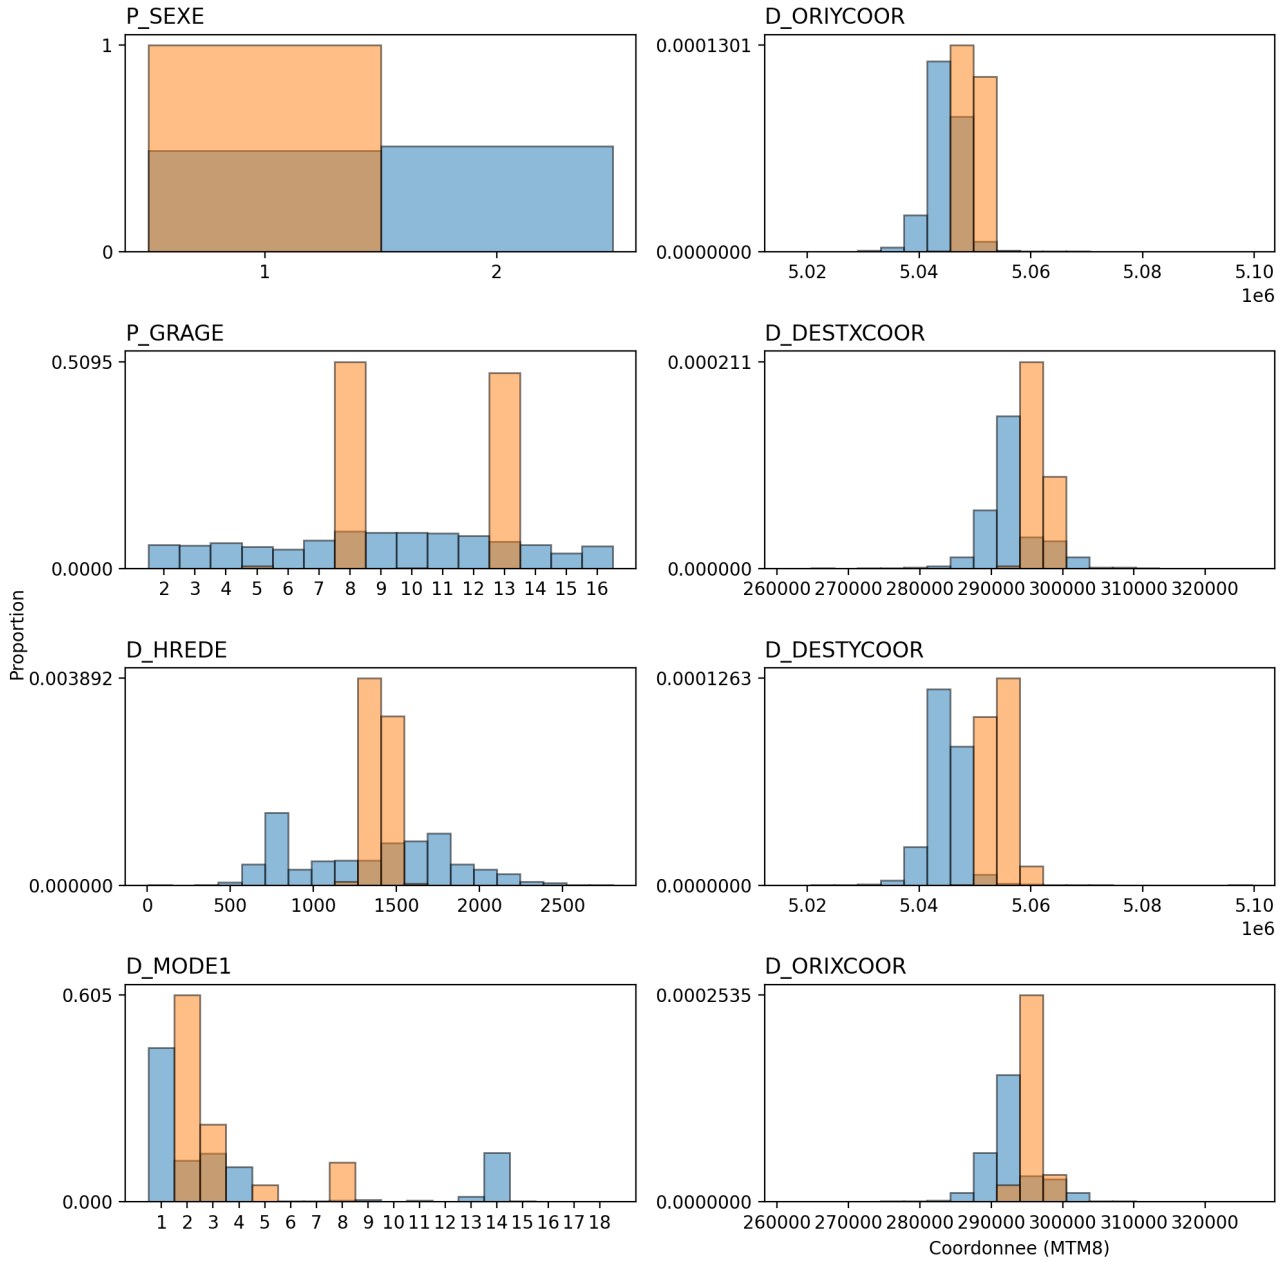 P_SEXE
1
0
1 2
D_ORIYCOOR
0.0001301
0.0000000
5.02 5.04 5.06 5.08 5.10
1e6
P_GRAGE
0.5095
0.0000
2 3 4 5 6 7 8 9 10 11 12 13 14 15 16
D_DESTXCOOR
0.000211
0.000000
260000 270000 280000 290000 300000 310000 320000
Proportion
D_HREDE
0.003892
0.000000
0 500 1000 1500 2000 2500
D_DESTYCOOR
0.0001263
0.0000000
5.02 5.04 5.06 5.08 5.10
1e6
D_MODE1
0.605
0.000
1 2 3 4 5 6 7 8 9 10 11 12 13 14 15 16 17 18
D_ORIXCOOR
0.0002535
0.0000000
260000 270000 280000 290000 300000 310000 320000
Coordonnee (MTM8)